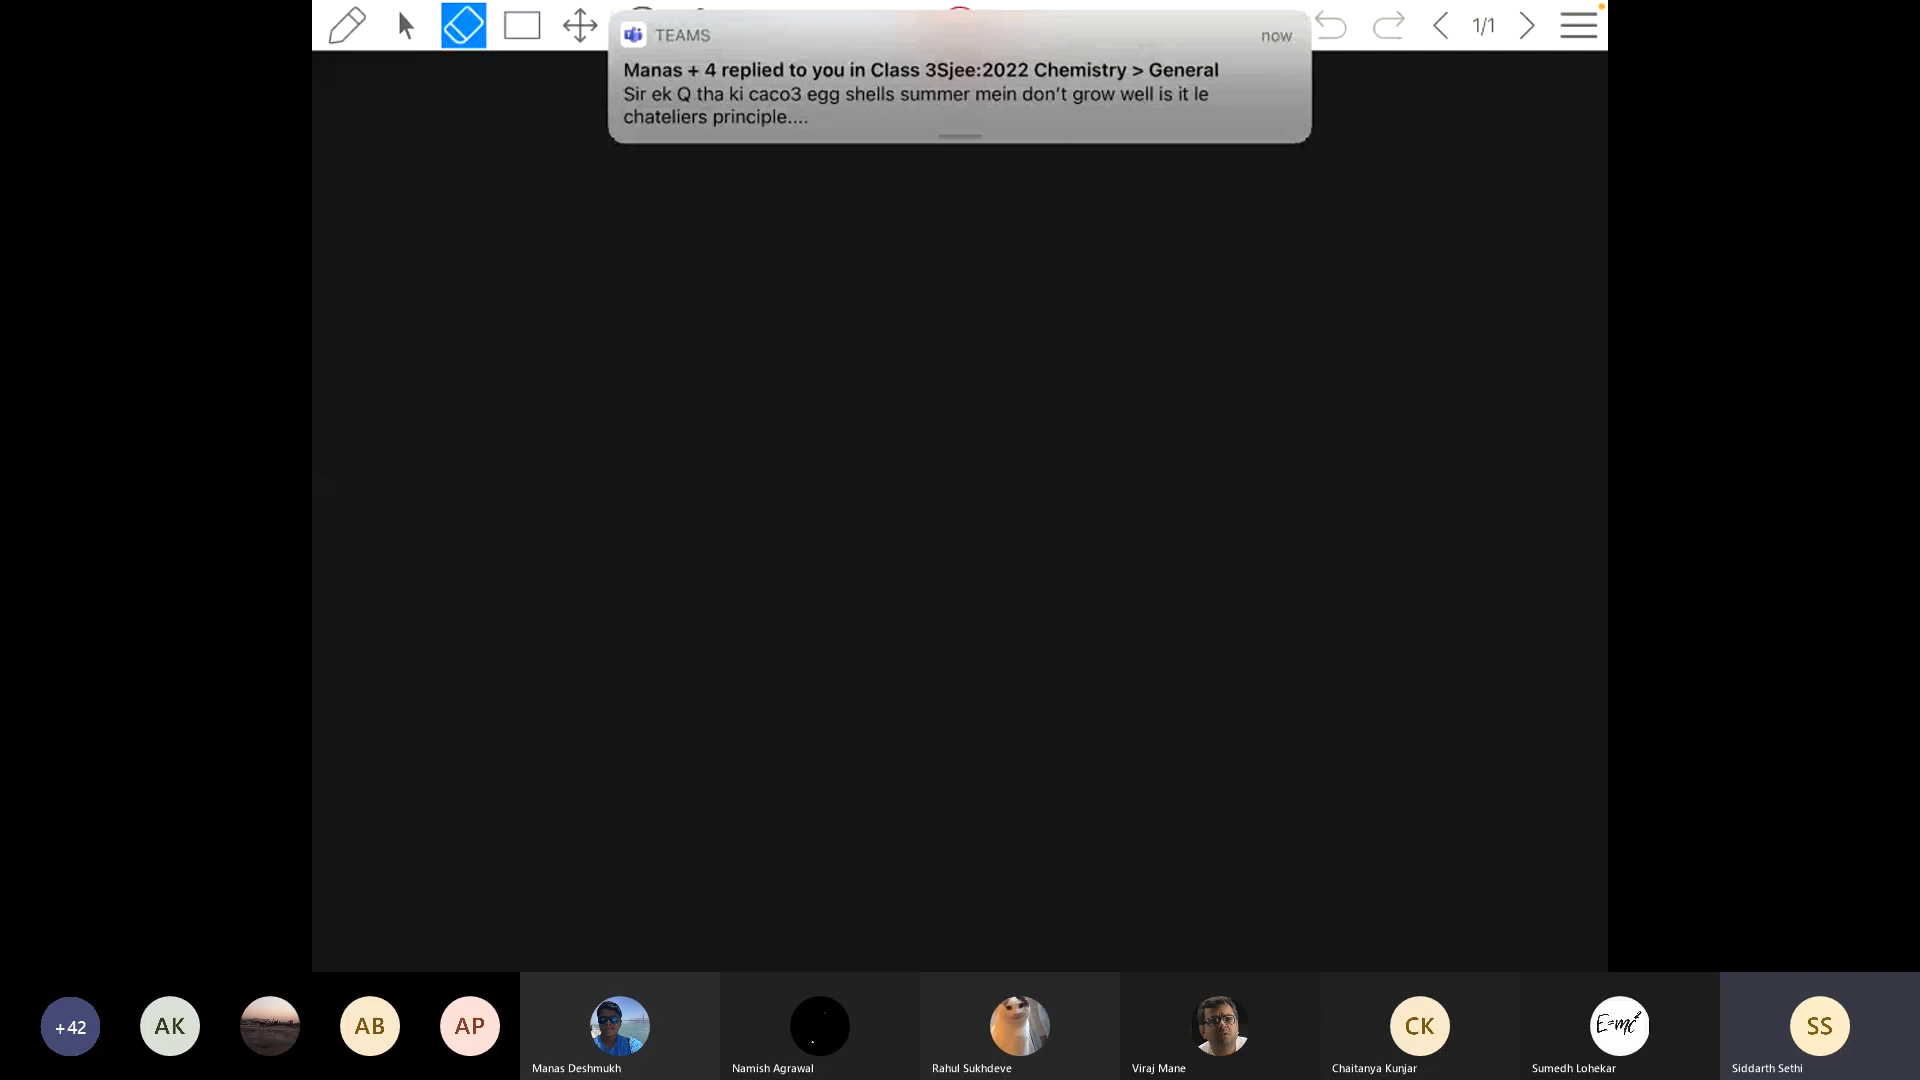 TEAMS now
Manas + 4 replied to you in Class 3Sjee:2022 Chemistry > General
Sir ek Q tha ki caco3 egg shells summer mein don't grow well is it le
chateliers principle....
1/1
+42
AK
AB
AP
CK
E=mc²
SS
Manas Deshmukh
Namish Agrawal
Rahul Sukhdeve
Viraj Mane
Chaitanya Kunjar
Sumedh Lohekar
Siddarth Sethi